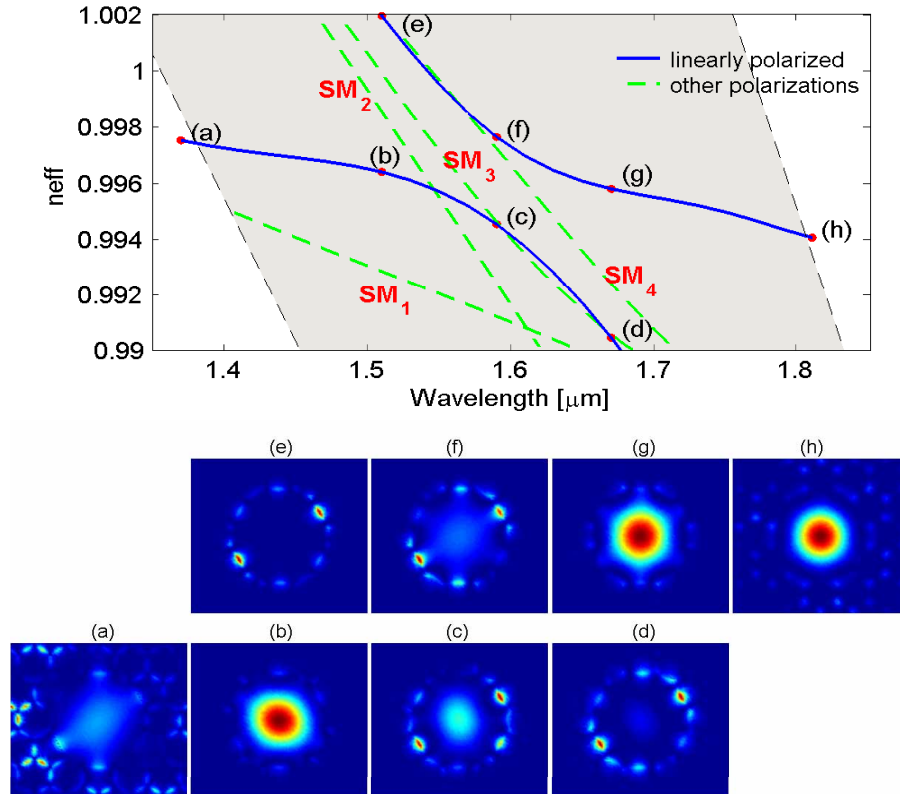 1.002
1
0.998
0.996
0.994
0.992
0.99
neff
(e)
linearly polarized
other polarizations
SM2
(a)
(b)
(f)
SM3
(g)
(c)
(h)
SM1
SM4
(d)
1.4
1.5
1.6
1.7
1.8
Wavelength [μm]
(e)
(f)
(g)
(h)
(a)
(b)
(c)
(d)